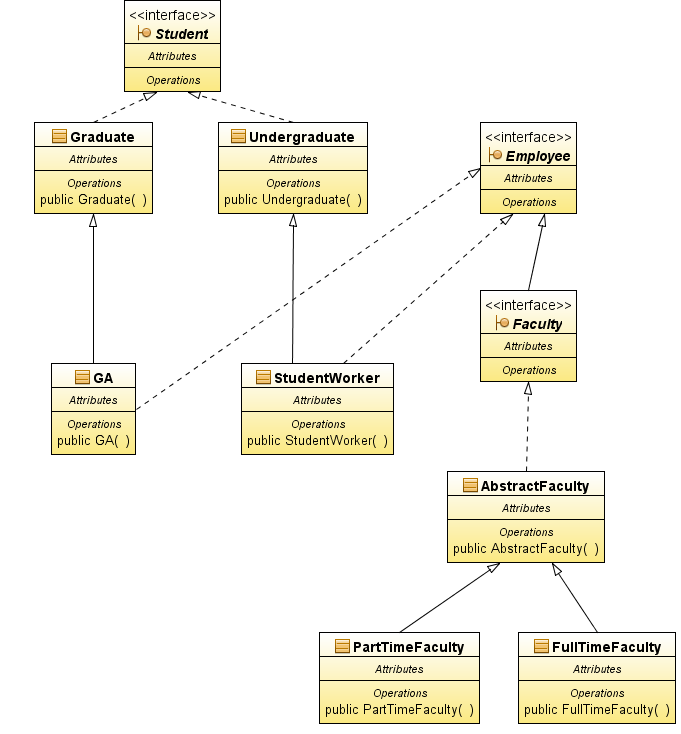 <<interface>>
Student
Attributes
Operations
Graduate
Attributes
Operations
public Graduate( )
Undergraduate
Attributes
Operations
public Undergraduate( )
<<interface>>
Employee
Attributes
Operations
<<interface>>
Faculty
Attributes
Operations
GA
Attributes
Operations
public GA( )
StudentWorker
Attributes
Operations
public StudentWorker( )
AbstractFaculty
Attributes
Operations
public AbstractFaculty( )
PartTimeFaculty
Attributes
Operations
public PartTimeFaculty( )
FullTimeFaculty
Attributes
Operations
public FullTimeFaculty( )